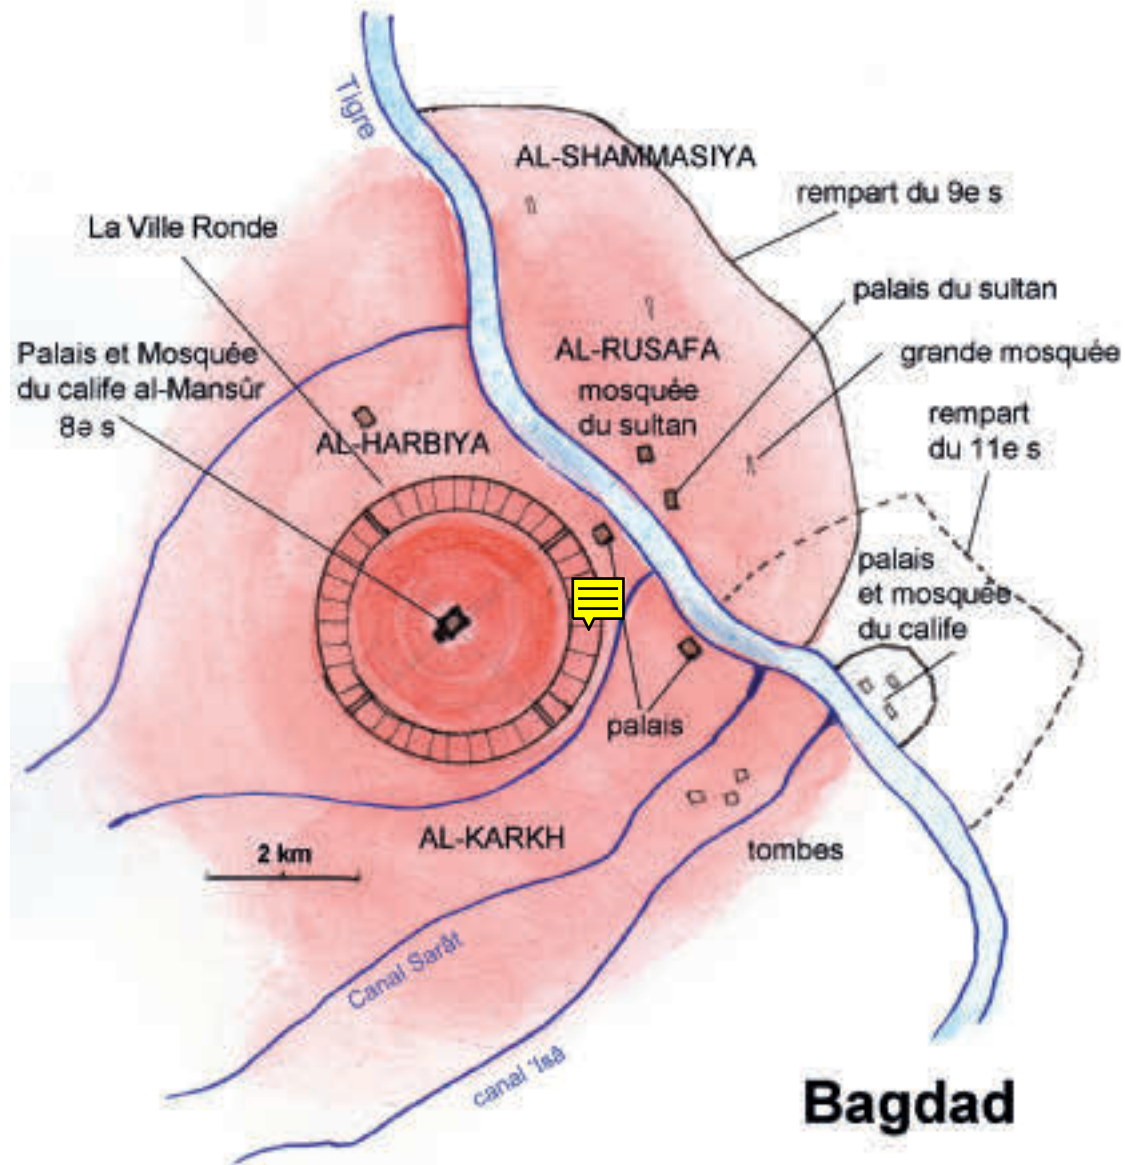 Tigre
AL-SHAMMASIYA
rempart du 9e s
La Ville Ronde
palais du sultan
Palais et Mosquée
du calife al-Mansûr
8e s
AL-RUSAFA
mosquée
du sultan
grande mosquée
rempart
du 11e s
AL-HARBIYA
palais
et mosquée
du calife
palais
AL-KARKH
tombes
2 km
Canal Sarât
canal 'Isâ
Bagdad